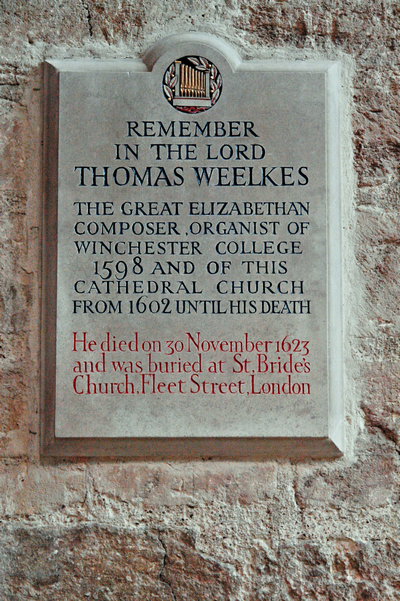 REMEMBER
IN THE LORD
THOMAS WEELKES
THE GREAT ELIZABETHAN
COMPOSER, ORGANIST OF
WINCHESTER COLLEGE
1598 AND OF THIS
CATHEDRAL CHURCH
FROM 1602 UNTIL HIS DEATH
He died on 30 November 1623
and was buried at St. Bride's
Church, Fleet Street, London